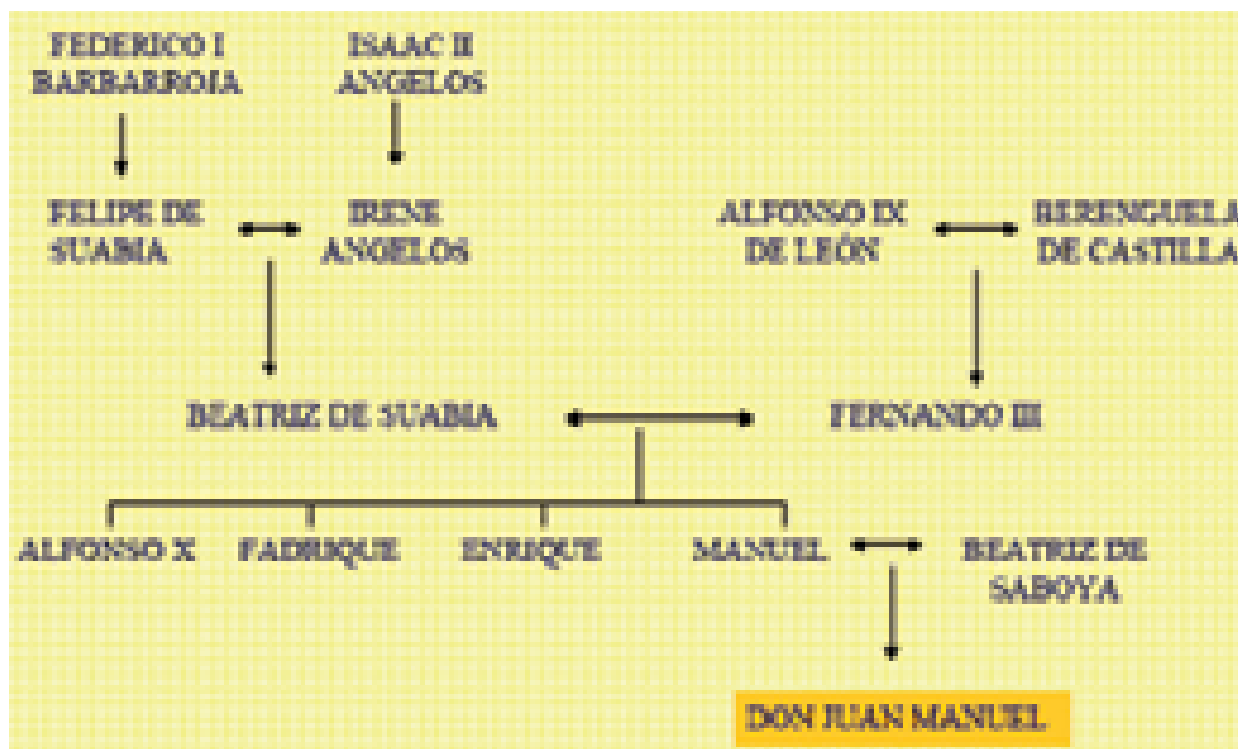 FEDERICO I
BARBARROJA
ISAAC II
ANGELOS
FELIPE DE
SUABIA
IRENE
ANGELOS
ALFONSO IX
DE LEÓN
BERENGUELA
DE CASTILLA
BEATRIZ DE SUABIA
FERNANDO III
ALFONSO X
FADRIQUE
ENRIQUE
MANUEL
BEATRIZ DE
SABOYA
DON JUAN MANUEL